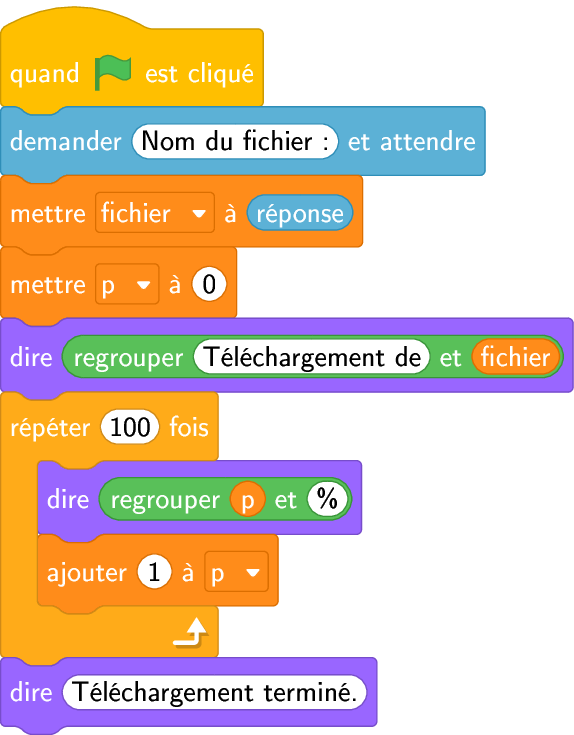 quand est cliqué
demander Nom du fichier : et attendre
mettre fichier à réponse
mettre p à 0
dire regrouper Téléchargement de et fichier
répéter 100 fois
dire regrouper p et %
ajouter 1 à p
dire Téléchargement terminé.